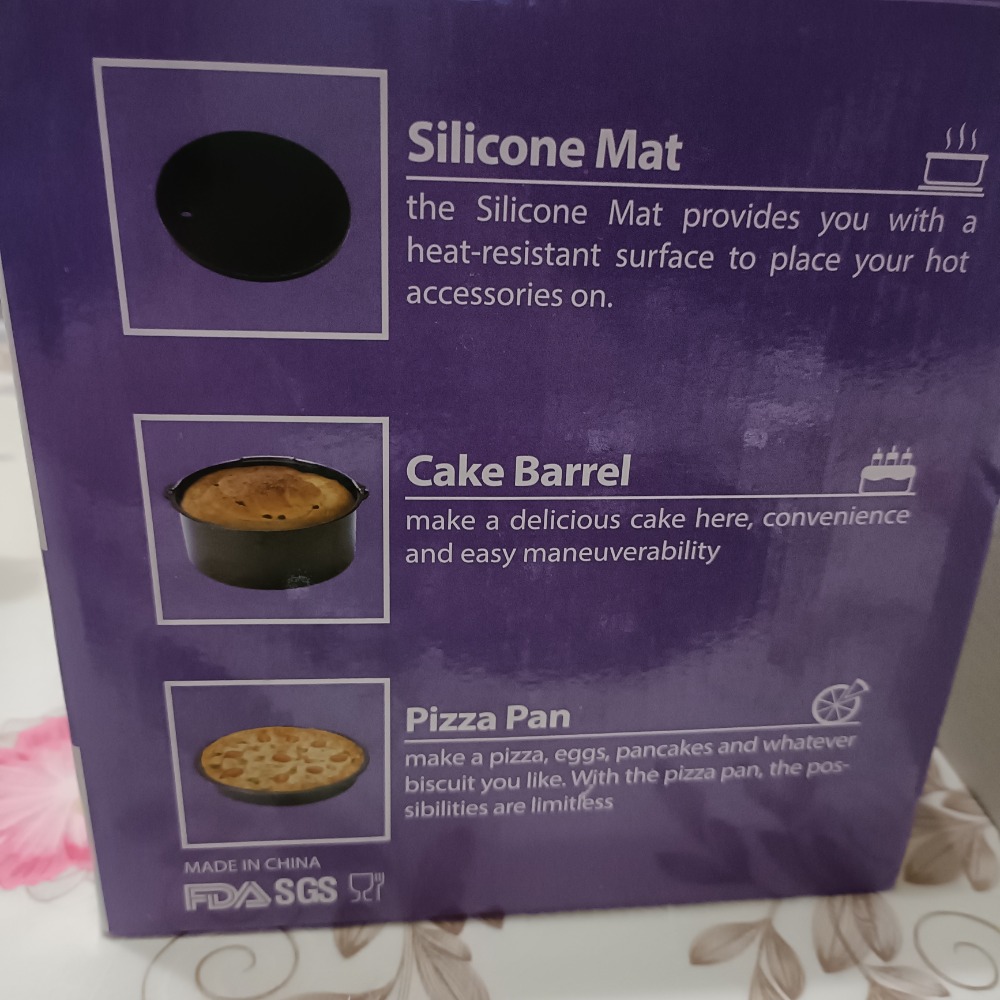 Silicone Mat
the Silicone Mat provides you with a
heat-resistant surface to place your hot
accessories on.
Cake Barrel
make a delicious cake here, convenience
and easy maneuverability
Pizza Pan
make a pizza, eggs, pancakes and whatever
biscuit you like. With the pizza pan, the pos-
sibilities are limitless
MADE IN CHINA
FDA SGS